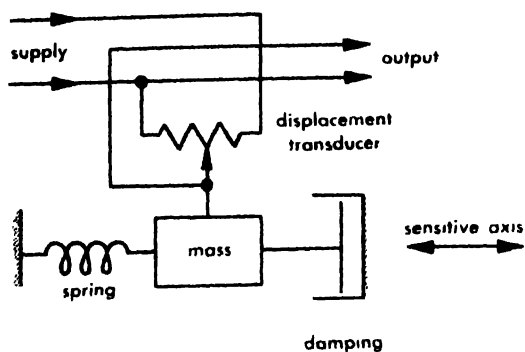 supply
output
displacement
transducer
mass
sensitive axis
spring
damping